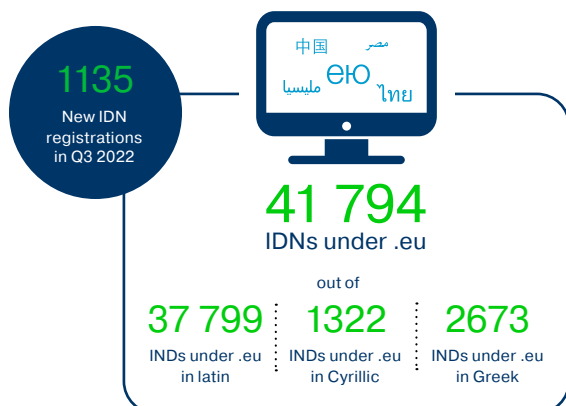 1135
New IDN
registrations
in Q3 2022
中国 مصر
ею
مليسيا
ไทย
41 794
IDNs under .eu
out of
37 799 1322 2673
INDs under .eu INDs under .eu INDs under .eu
in latin in Cyrillic in Greek